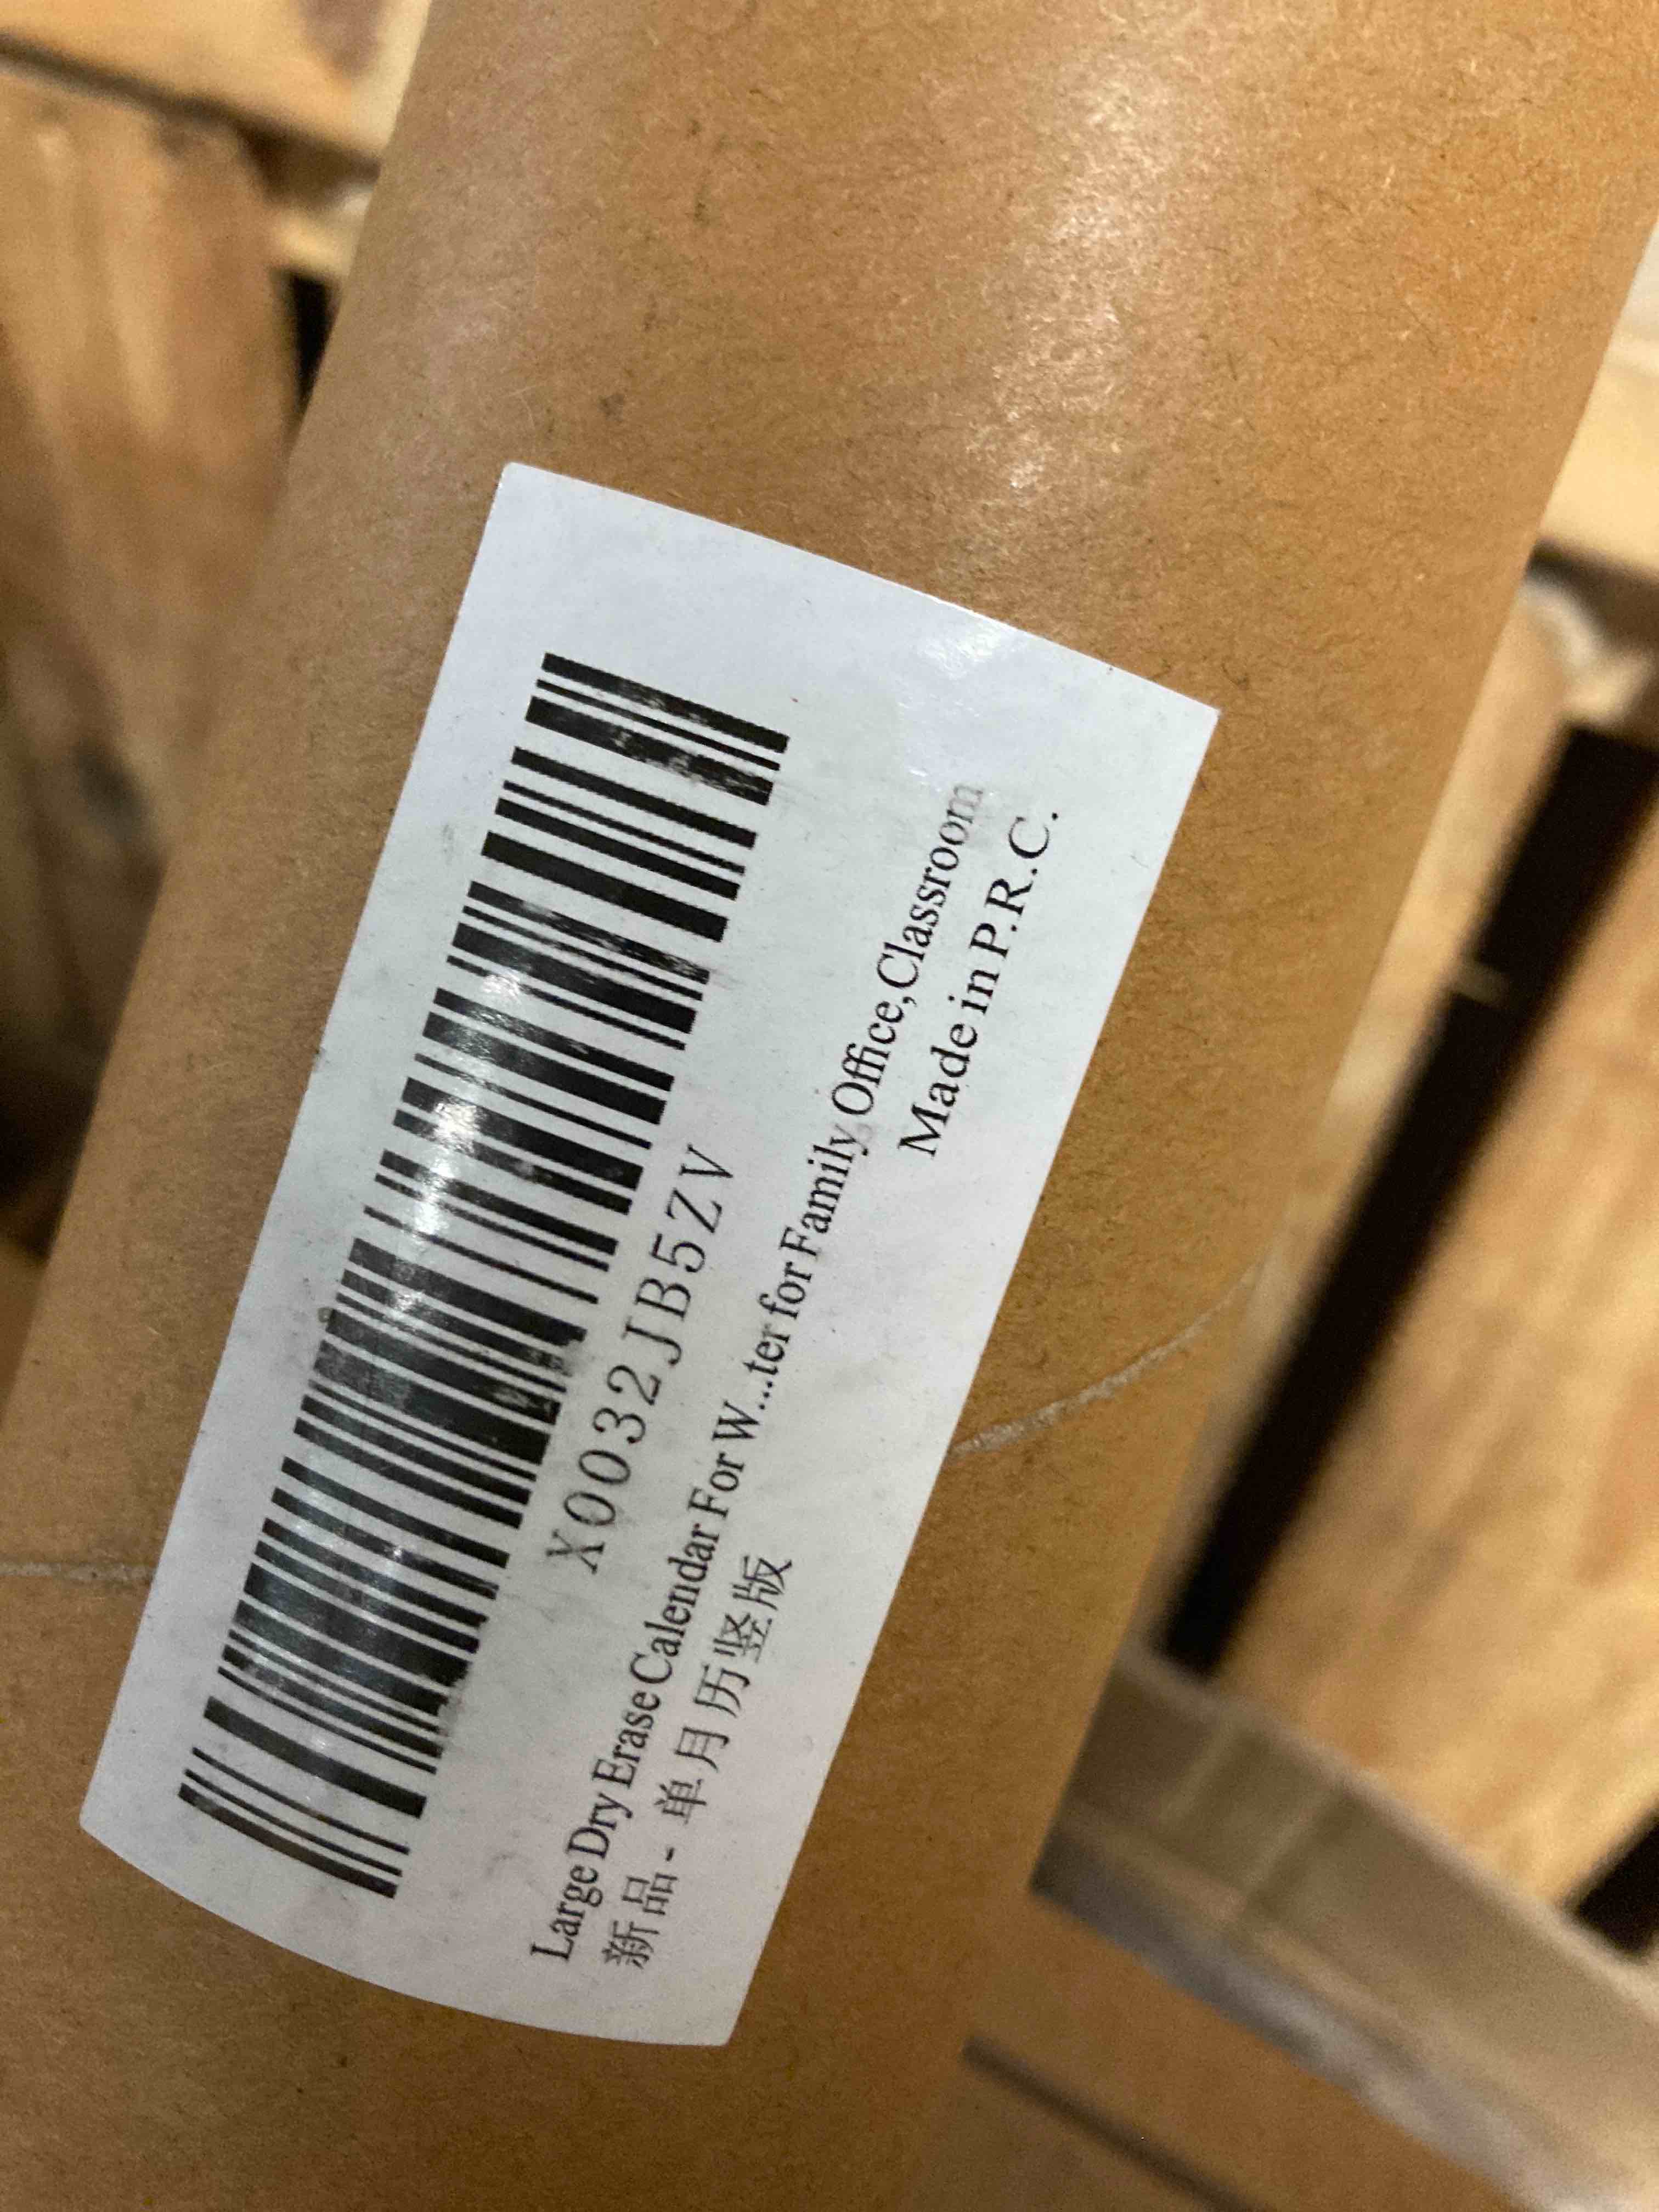 X0032JB5ZV
Large Dry Erase Calendar For W...ter for Family,Office,Classroom
新品 - 单月历竖版
Made in P.R.C.